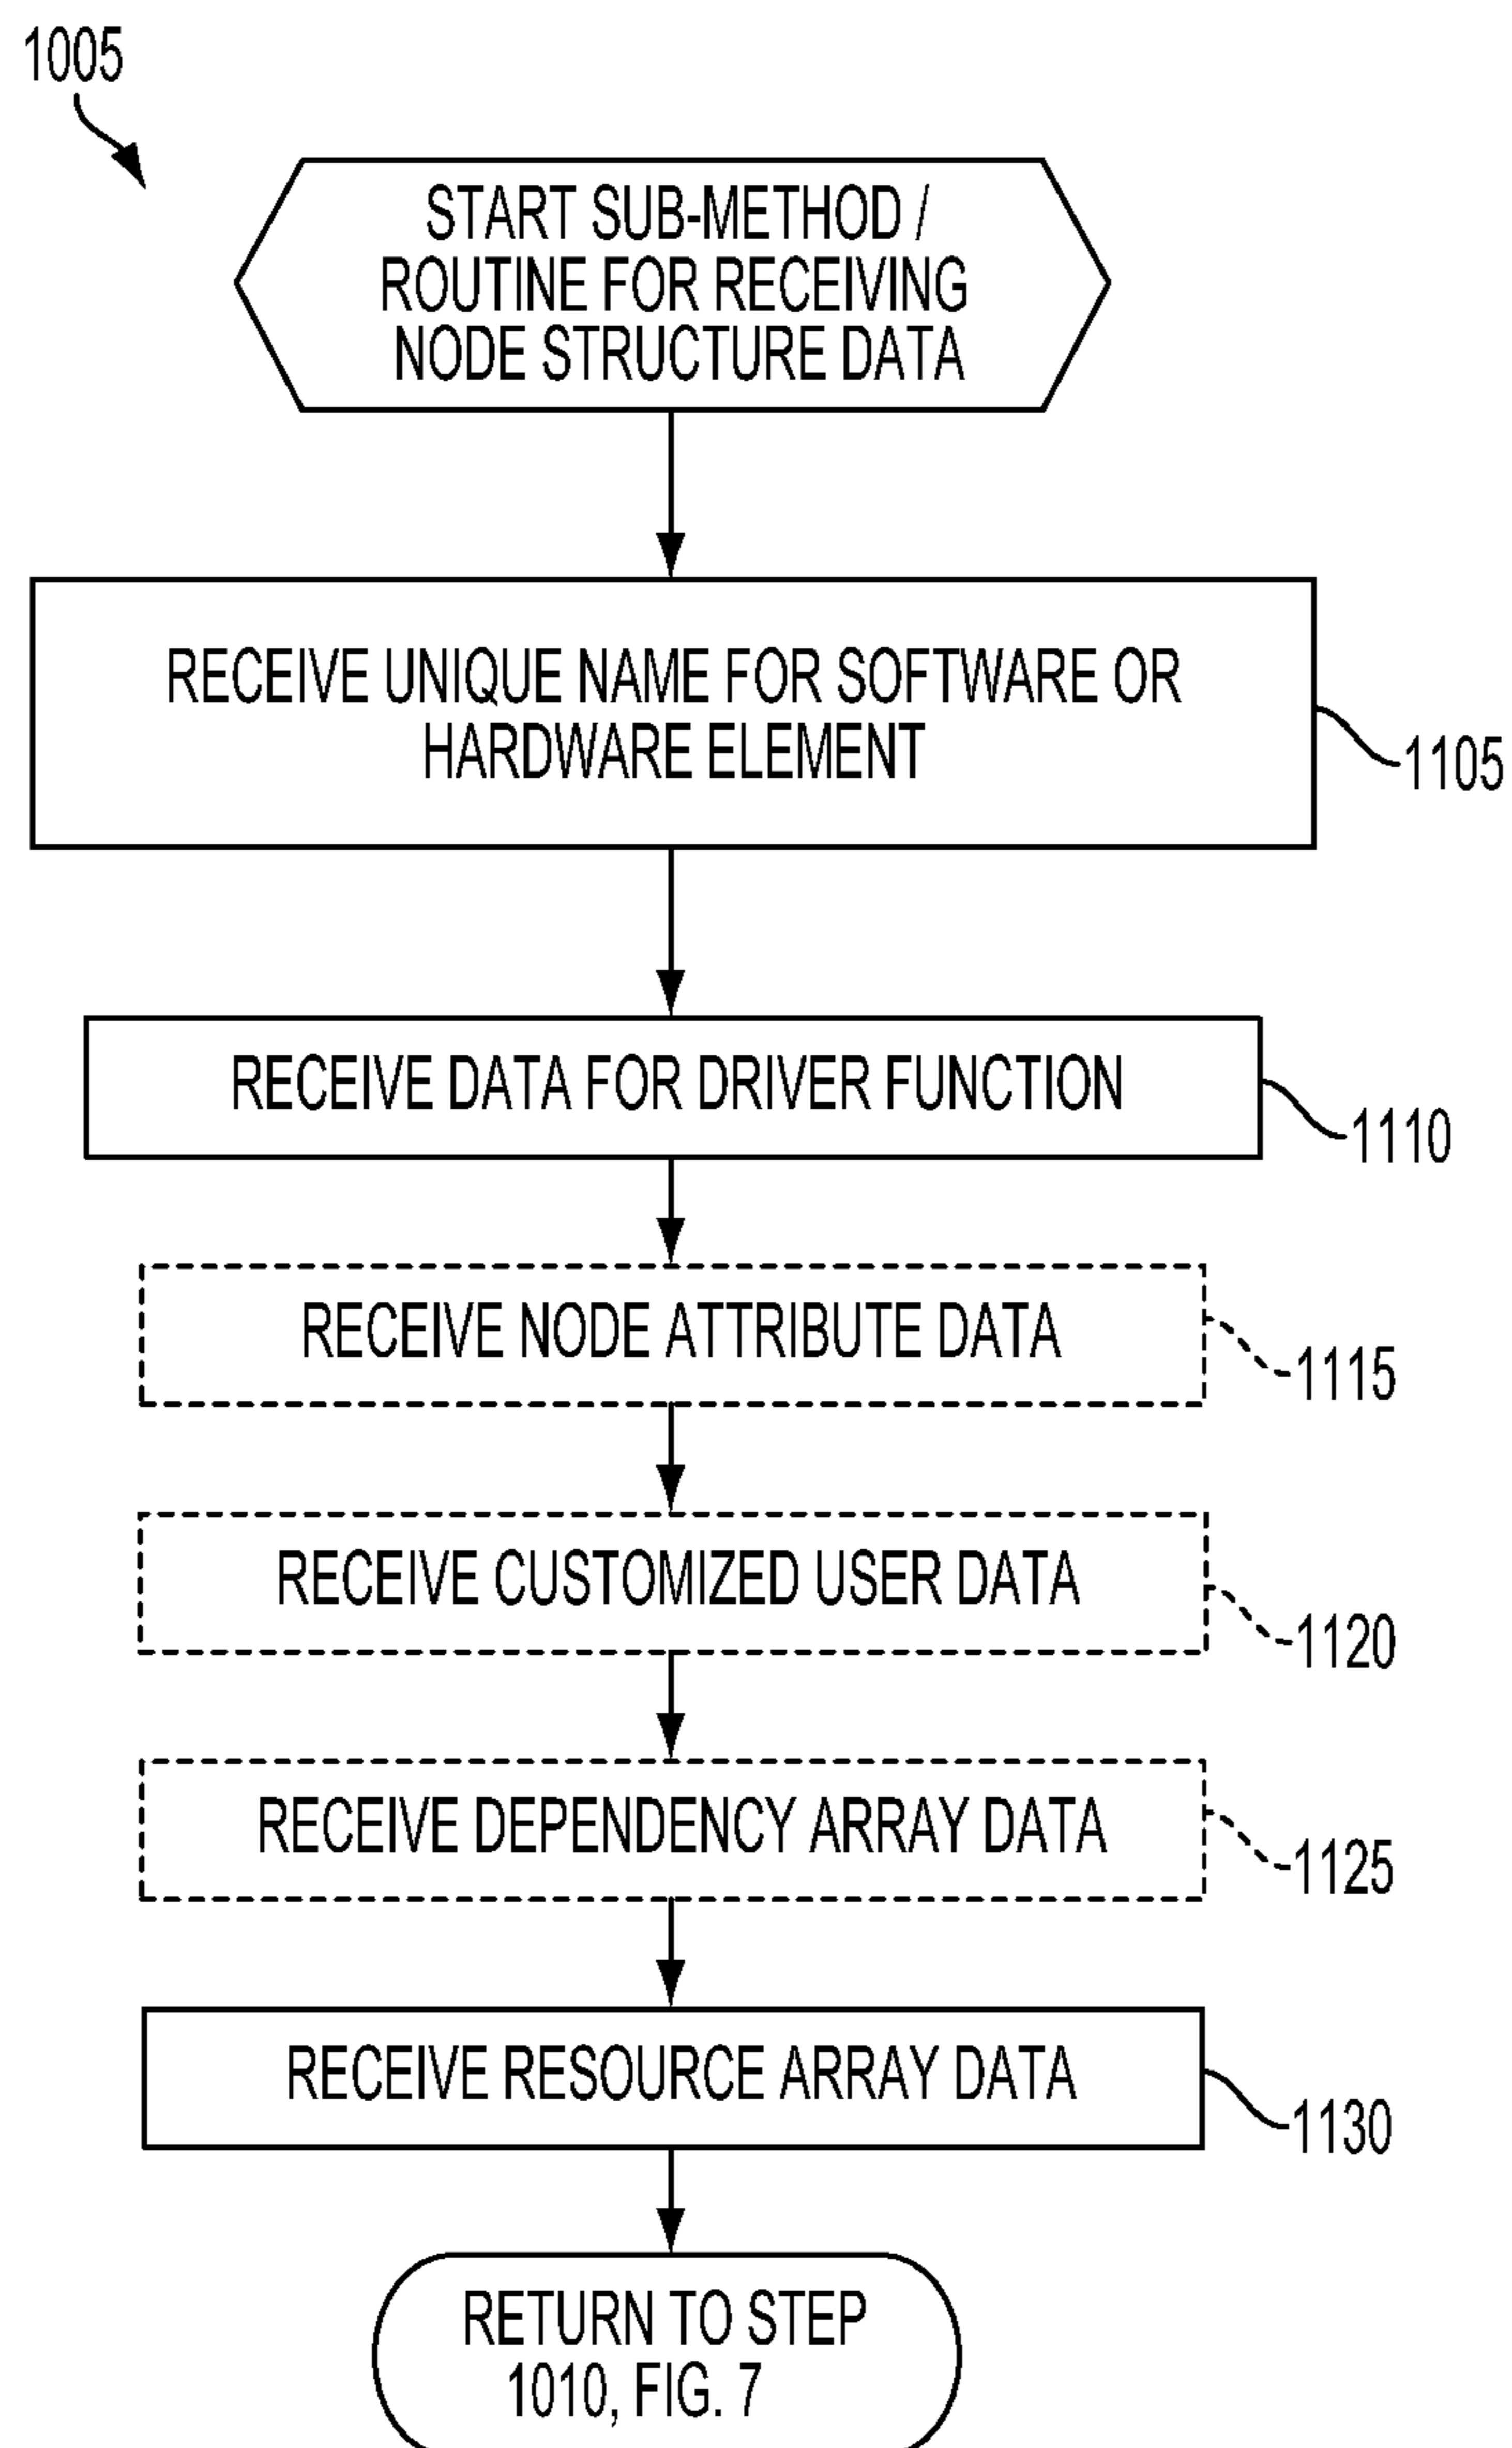 1005
START SUB-METHOD /
ROUTINE FOR RECEIVING
NODE STRUCTURE DATA
RECEIVE UNIQUE NAME FOR SOFTWARE OR
HARDWARE ELEMENT
1105
RECEIVE DATA FOR DRIVER FUNCTION
1110
RECEIVE NODE ATTRIBUTE DATA
1115
RECEIVE CUSTOMIZED USER DATA
1120
RECEIVE DEPENDENCY ARRAY DATA
1125
RECEIVE RESOURCE ARRAY DATA
1130
RETURN TO STEP
1010, FIG. 7